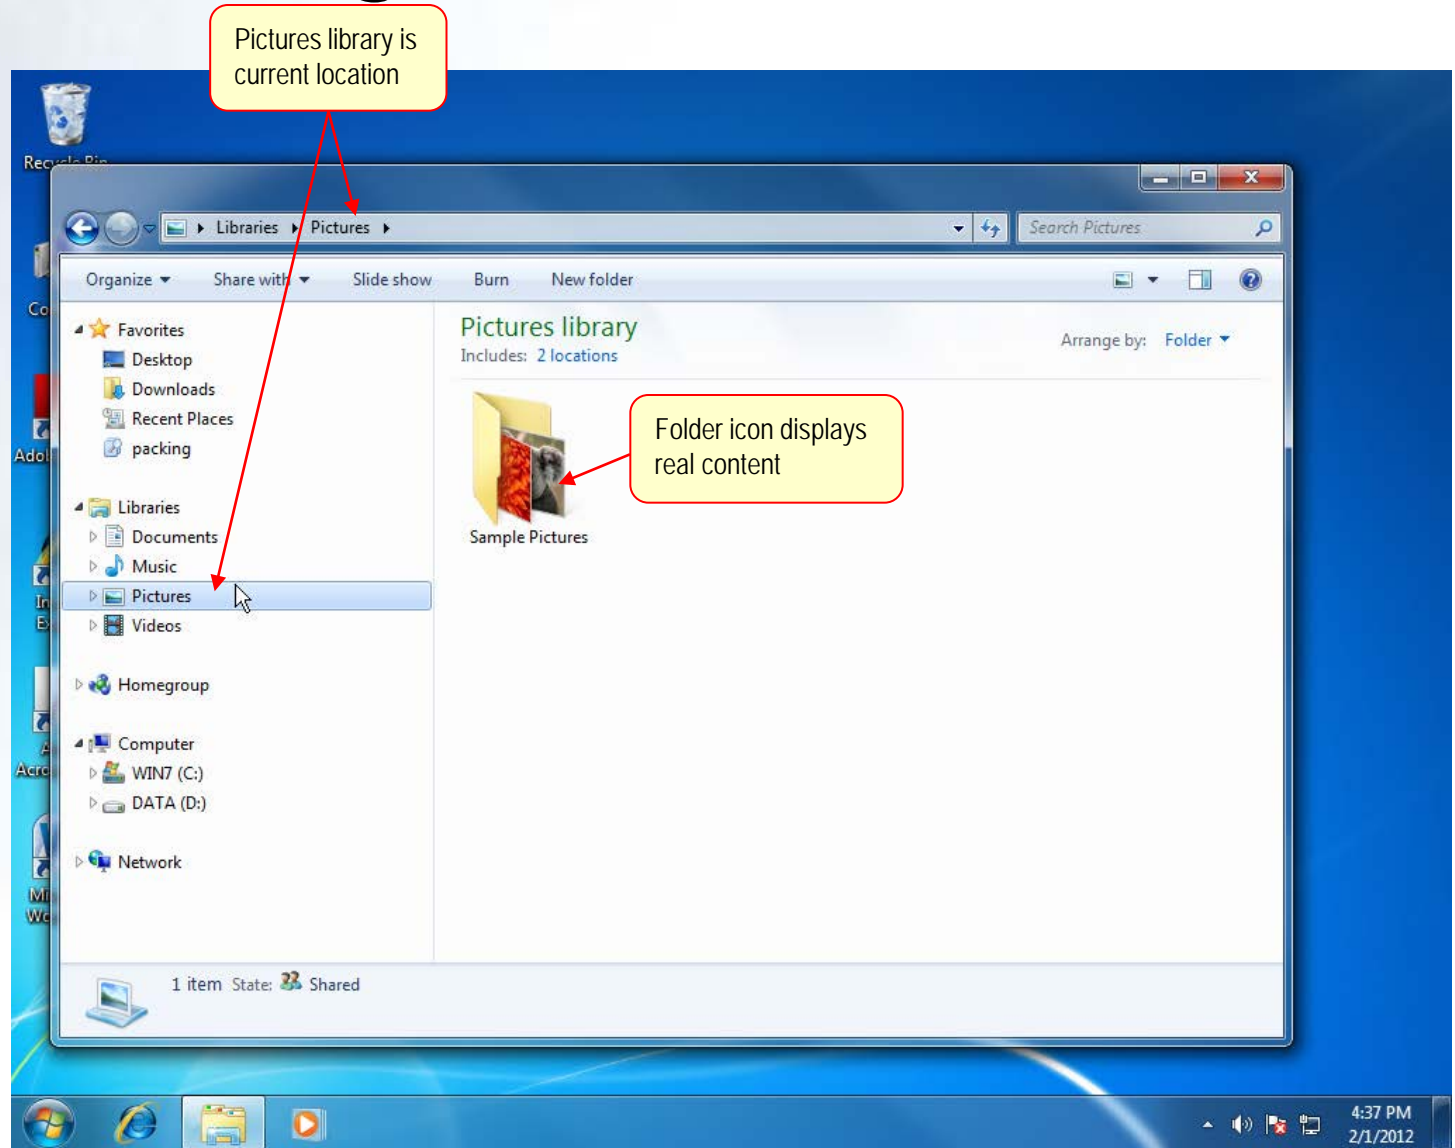 Pictures library is
current location
Libraries
Pictures
Search Pictures
Organize
Share with
Slide show
Burn
New folder
Favorites
Desktop
Downloads
Recent Places
packing
Libraries
Documents
Music
Pictures
Videos
Homegroup
Computer
WIN7 (C:)
DATA (D:)
Network
Pictures library
Includes: 2 locations
Arrange by: Folder
Folder icon displays
real content
Sample Pictures
1 item State: Shared
4:37 PM
2/1/2012